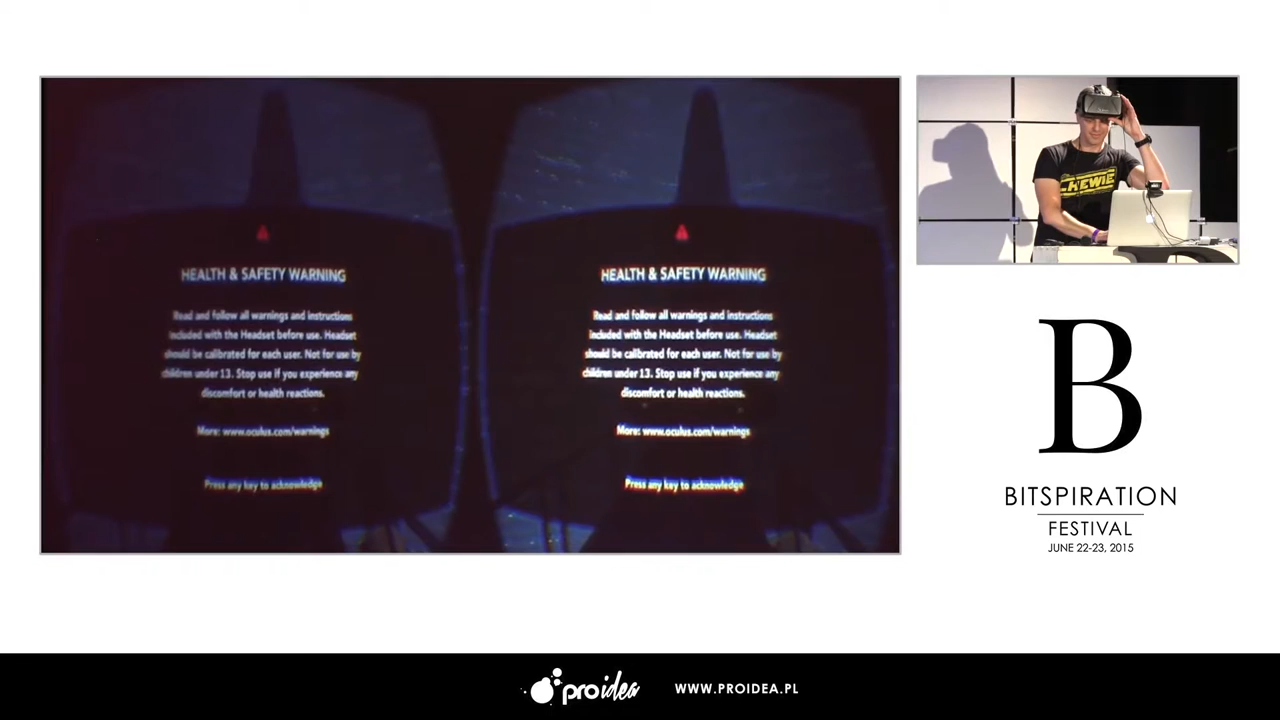 HEALTH & SAFETY WARNING
Read and follow all warnings and instructions
included with the Headset before use. Headset
should be calibrated for each user. Not for use by
children under 13. Stop use if you experience any
discomfort or health reactions.
More: www.oculus.com/warnings
Press any key to acknowledge
HEALTH & SAFETY WARNING
Read and follow all warnings and instructions
included with the Headset before use. Headset
should be calibrated for each user. Not for use by
children under 13. Stop use if you experience any
discomfort or health reactions.
More: www.oculus.com/warnings
Press any key to acknowledge
CHEWIE
B
BITSPIRATION
FESTIVAL
JUNE 22-23, 2015
proidea
WWW.PROIDEA.PL